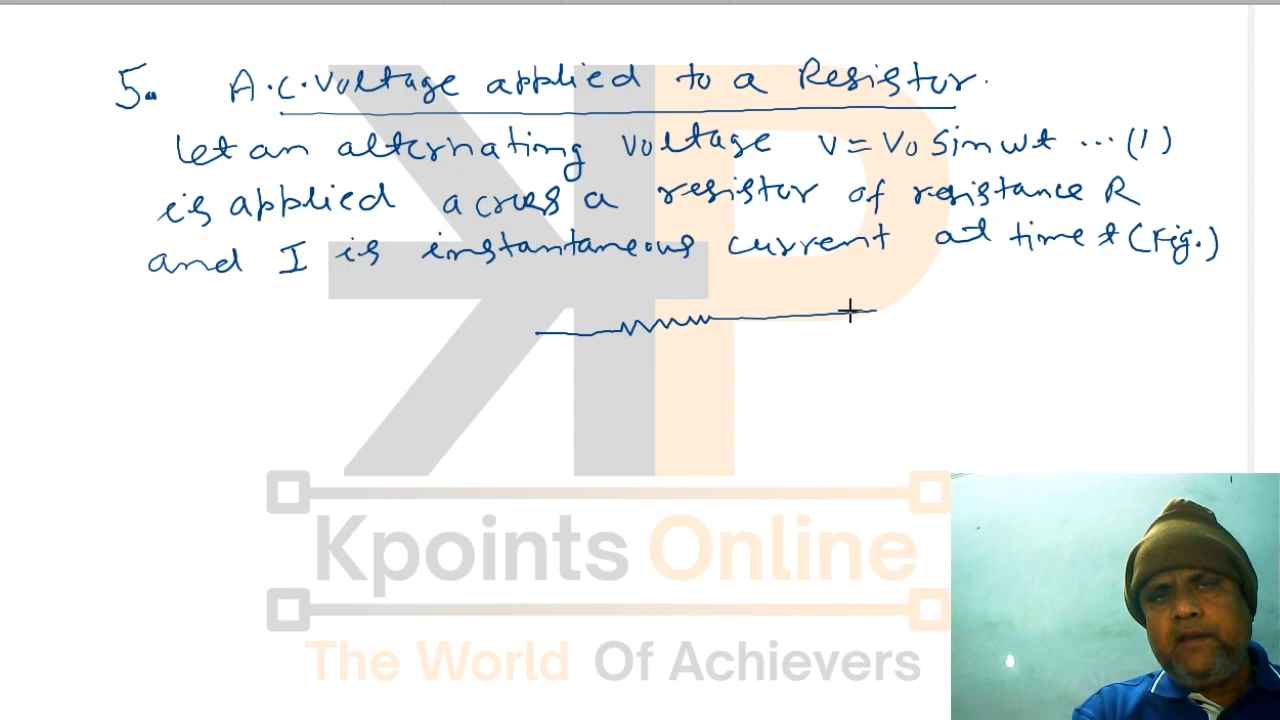 5. A.C. Voltage applied to a Resistor.
Let an alternating voltage V = V₀ Sin ωt ... (1)
is applied across a resistor of resistance R
and I is instantaneous current at time t (Fig.)
KP
Kpoints Online
The World Of Achievers